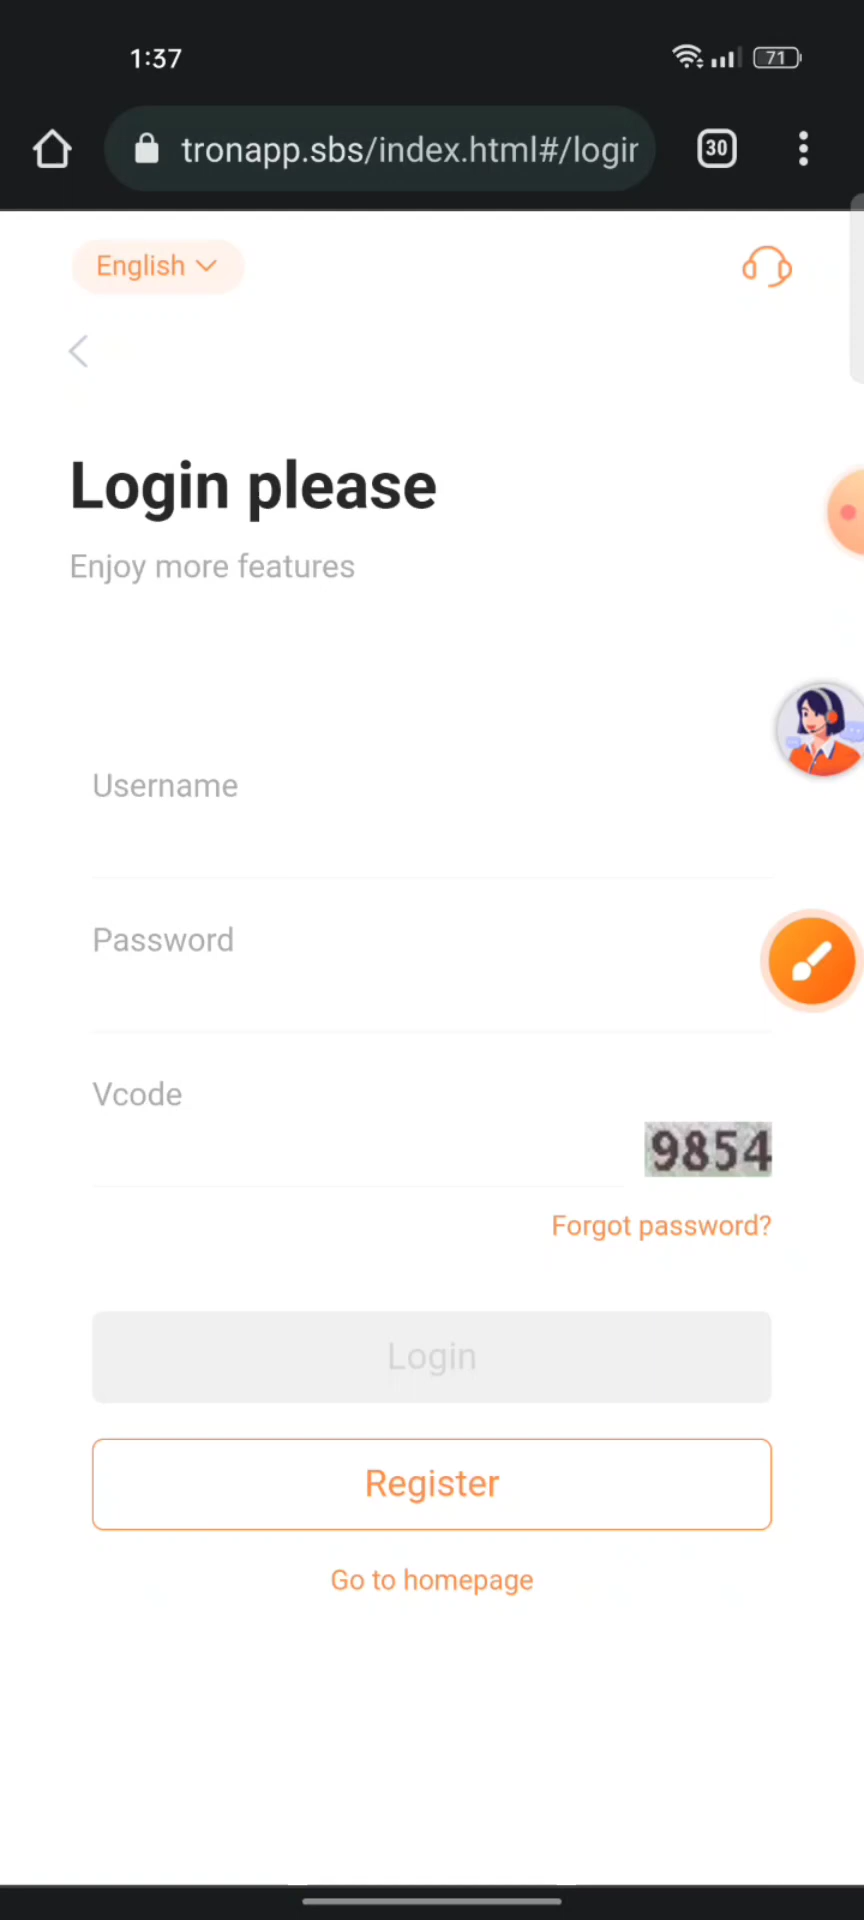 1:37
71
tronapp.sbs/index.html#/login
30
English
Login please
Enjoy more features
Username
Password
Vcode
9854
Forgot password?
Login
Register
Go to homepage